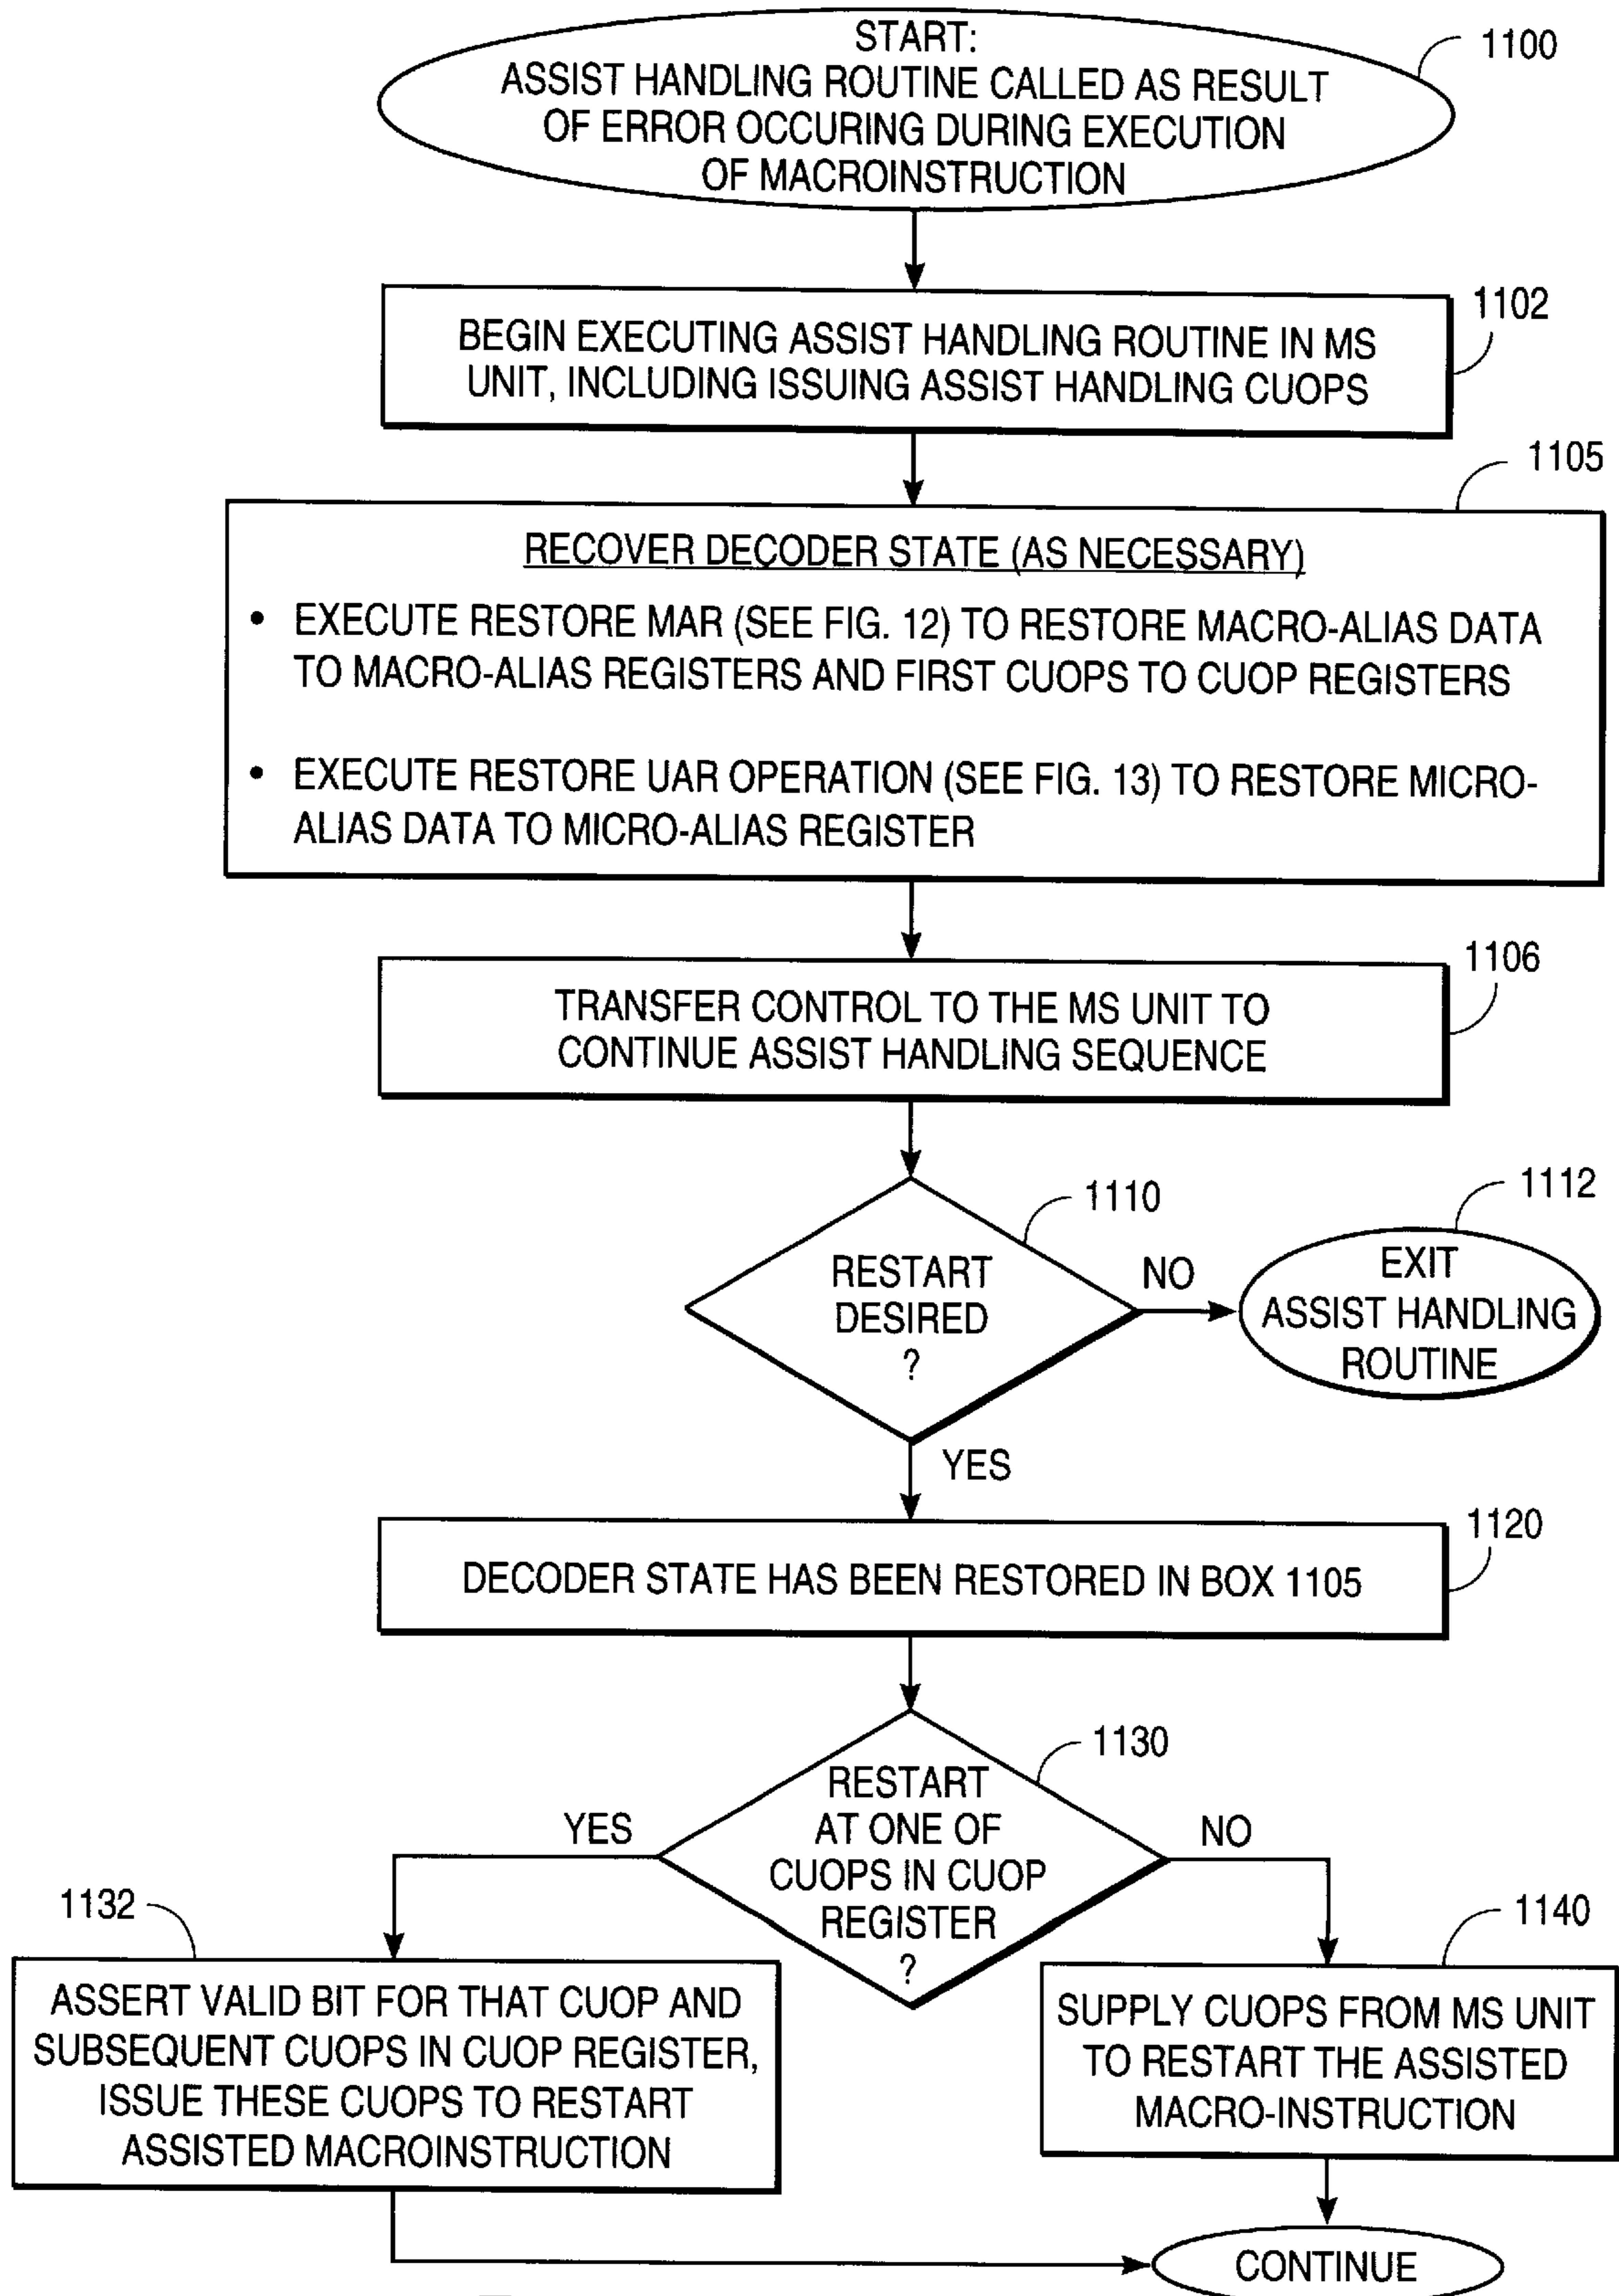 START:
ASSIST HANDLING ROUTINE CALLED AS RESULT
OF ERROR OCCURING DURING EXECUTION
OF MACROINSTRUCTION
1100
BEGIN EXECUTING ASSIST HANDLING ROUTINE IN MS
UNIT, INCLUDING ISSUING ASSIST HANDLING CUOPS
1102
1105
RECOVER DECODER STATE (AS NECESSARY)
• EXECUTE RESTORE MAR (SEE FIG. 12) TO RESTORE MACRO-ALIAS DATA
TO MACRO-ALIAS REGISTERS AND FIRST CUOPS TO CUOP REGISTERS
• EXECUTE RESTORE UAR OPERATION (SEE FIG. 13) TO RESTORE MICRO-
ALIAS DATA TO MICRO-ALIAS REGISTER
1106
TRANSFER CONTROL TO THE MS UNIT TO
CONTINUE ASSIST HANDLING SEQUENCE
1110
RESTART
DESIRED
?
NO
1112
EXIT
ASSIST HANDLING
ROUTINE
YES
1120
DECODER STATE HAS BEEN RESTORED IN BOX 1105
1130
RESTART
AT ONE OF
CUOPS IN CUOP
REGISTER
?
YES
NO
1132
ASSERT VALID BIT FOR THAT CUOP AND
SUBSEQUENT CUOPS IN CUOP REGISTER,
ISSUE THESE CUOPS TO RESTART
ASSISTED MACROINSTRUCTION
1140
SUPPLY CUOPS FROM MS UNIT
TO RESTART THE ASSISTED
MACRO-INSTRUCTION
CONTINUE